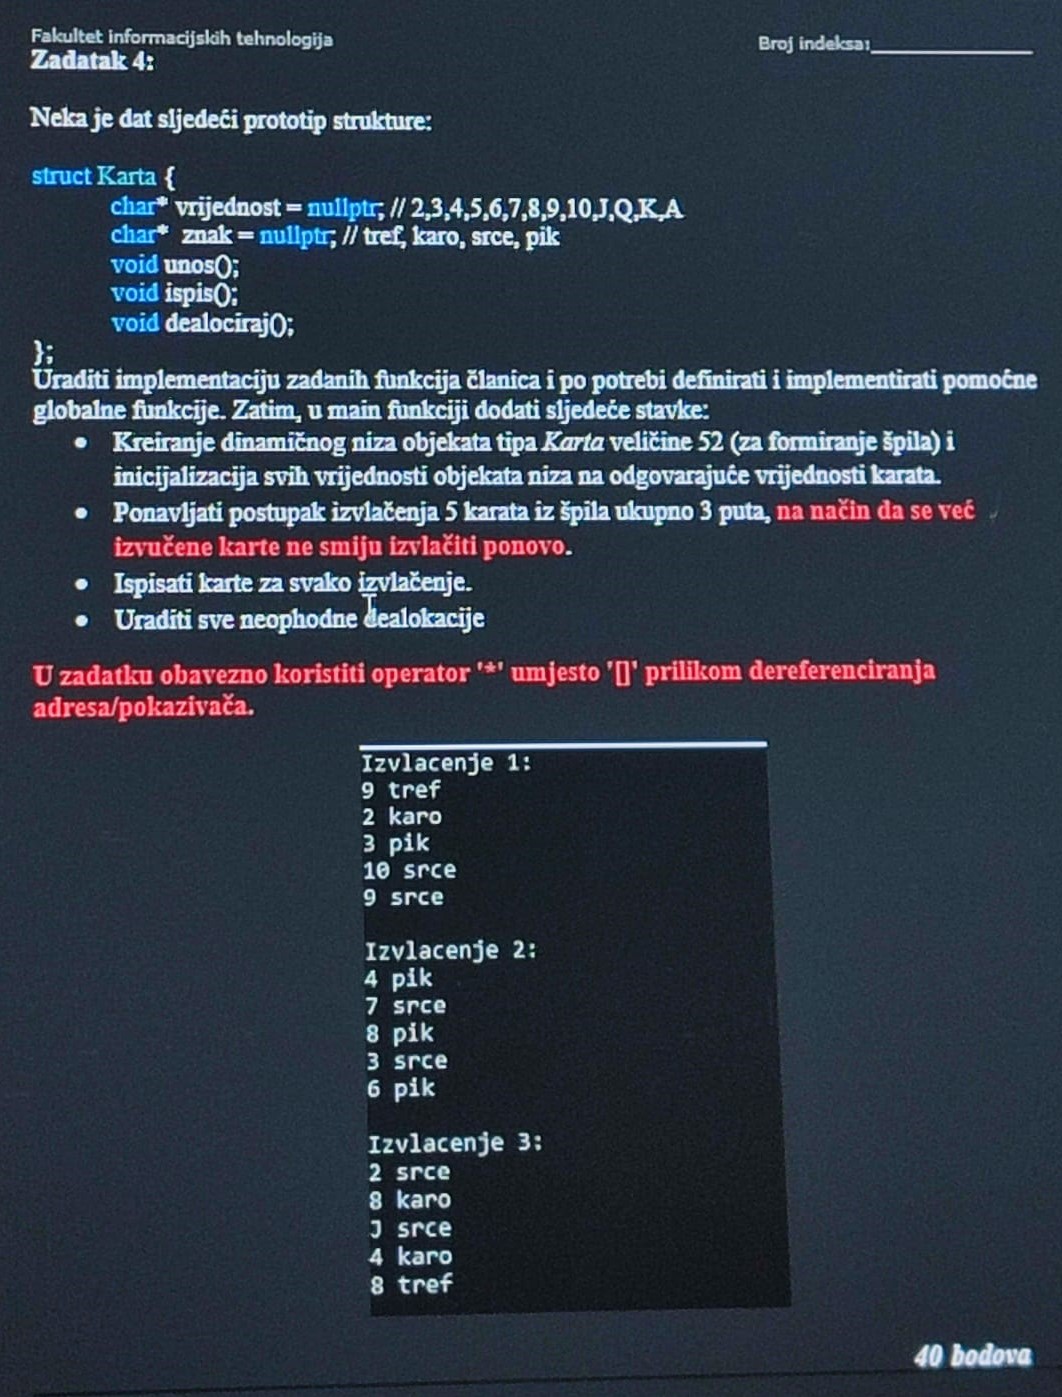 Fakultet informacijskih tehnologija
Broj indeksa:
Zadatak 4:
Neka je dat sljedeći prototip strukture:
struct Karta {
char* vrijednost = nullptr; // 2,3,4,5,6,7,8,9,10,J,Q,K,A
char* znak = nullptr; // tref, karo, srce, pik
void unos();
void ispis();
void dealociraj();
};
Uraditi implementaciju zadanih funkcija članica i po potrebi definirati i implementirati pomoćne
globalne funkcije. Zatim, u main funkciji dodati sljedeće stavke:
• Kreiranje dinamičnog niza objekata tipa Karta veličine 52 (za formiranje špila) i
inicijalizacija svih vrijednosti objekata niza na odgovarajuće vrijednosti karata.
• Ponavljati postupak izvlačenja 5 karata iz špila ukupno 3 puta, na način da se već
izvučene karte ne smiju izvlačiti ponovo.
• Ispisati karte za svako izvlačenje.
• Uraditi sve neophodne dealokacije
U zadatku obavezno koristiti operator '*' umjesto '[]' prilikom dereferenciranja
adresa/pokazivača.
Izvlacenje 1:
9 tref
2 karo
3 pik
10 srce
9 srce
Izvlacenje 2:
4 pik
7 srce
8 pik
3 srce
6 pik
Izvlacenje 3:
2 srce
8 karo
J srce
4 karo
8 tref
40 bodova